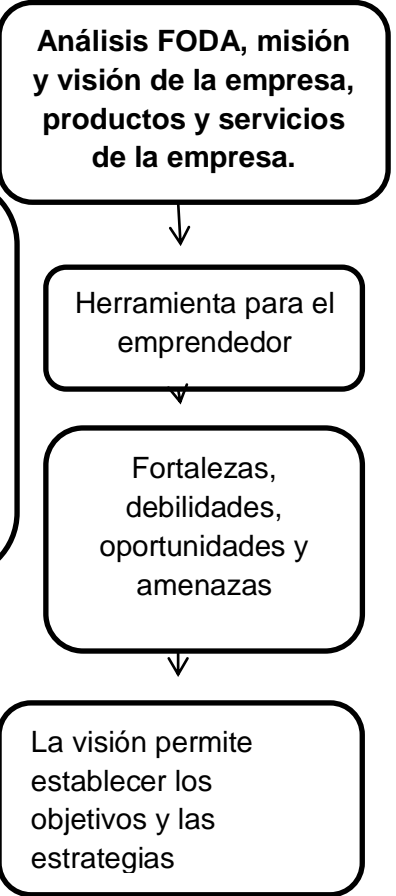 Análisis FODA, misión
y visión de la empresa,
productos y servicios
de la empresa.
Herramienta para el
emprendedor
Fortalezas,
debilidades,
oportunidades y
amenazas
La visión permite
establecer los
objetivos y las
estrategias